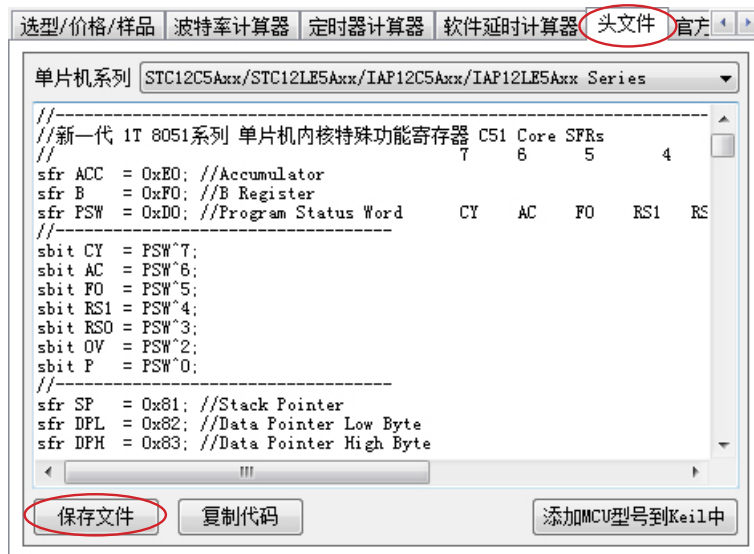 选型/价格/样品 波特率计算器 定时器计算器 软件延时计算器 头文件 官方
单片机系列 STC12C5Axx/STC12LE5Axx/IAP12C5Axx/IAP12LE5Axx Series
//--------------------------------------------------------------------------------
//新一代 1T 8051系列 单片机内核特殊功能寄存器 C51 Core SFRs
// 7 6 5 4
sfr ACC = 0xE0; //Accumulator
sfr B = 0xF0; //B Register
sfr PSW = 0xD0; //Program Status Word CY AC F0 RS1 RS
//-----------------------------------
sbit CY = PSW^7;
sbit AC = PSW^6;
sbit F0 = PSW^5;
sbit RS1 = PSW^4;
sbit RS0 = PSW^3;
sbit OV = PSW^2;
sbit P = PSW^0;
//-----------------------------------
sfr SP = 0x81; //Stack Pointer
sfr DPL = 0x82; //Data Pointer Low Byte
sfr DPH = 0x83; //Data Pointer High Byte
保存文件 复制代码 添加MCU型号到Keil中